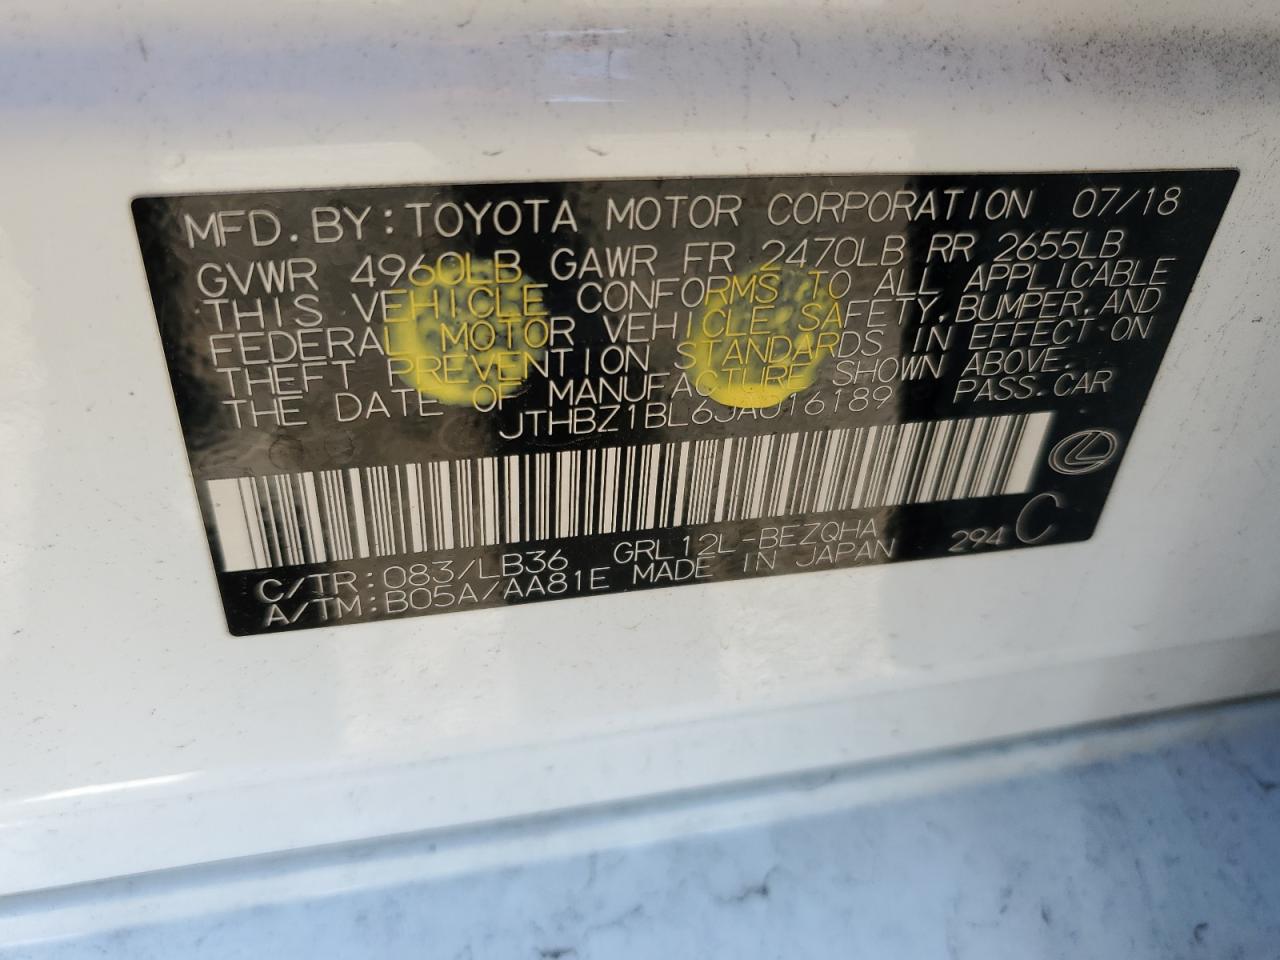 MFD. BY: TOYOTA MOTOR CORPORATION 07/18
GVWR 4960LB GAWR FR 2470LB RR 2655LB
THIS VEHICLE CONFORMS TO ALL APPLICABLE
FEDERAL MOTOR VEHICLE SAFETY, BUMPER, AND
THEFT PREVENTION STANDARDS IN EFFECT ON
THE DATE OF MANUFACTURE SHOWN ABOVE.
JTHBZ1BL6JA016189 PASS. CAR
C/TR: 083/LB36 GRL12L-BEZQHA 294 C
A/TM: B05A/AA81E MADE IN JAPAN